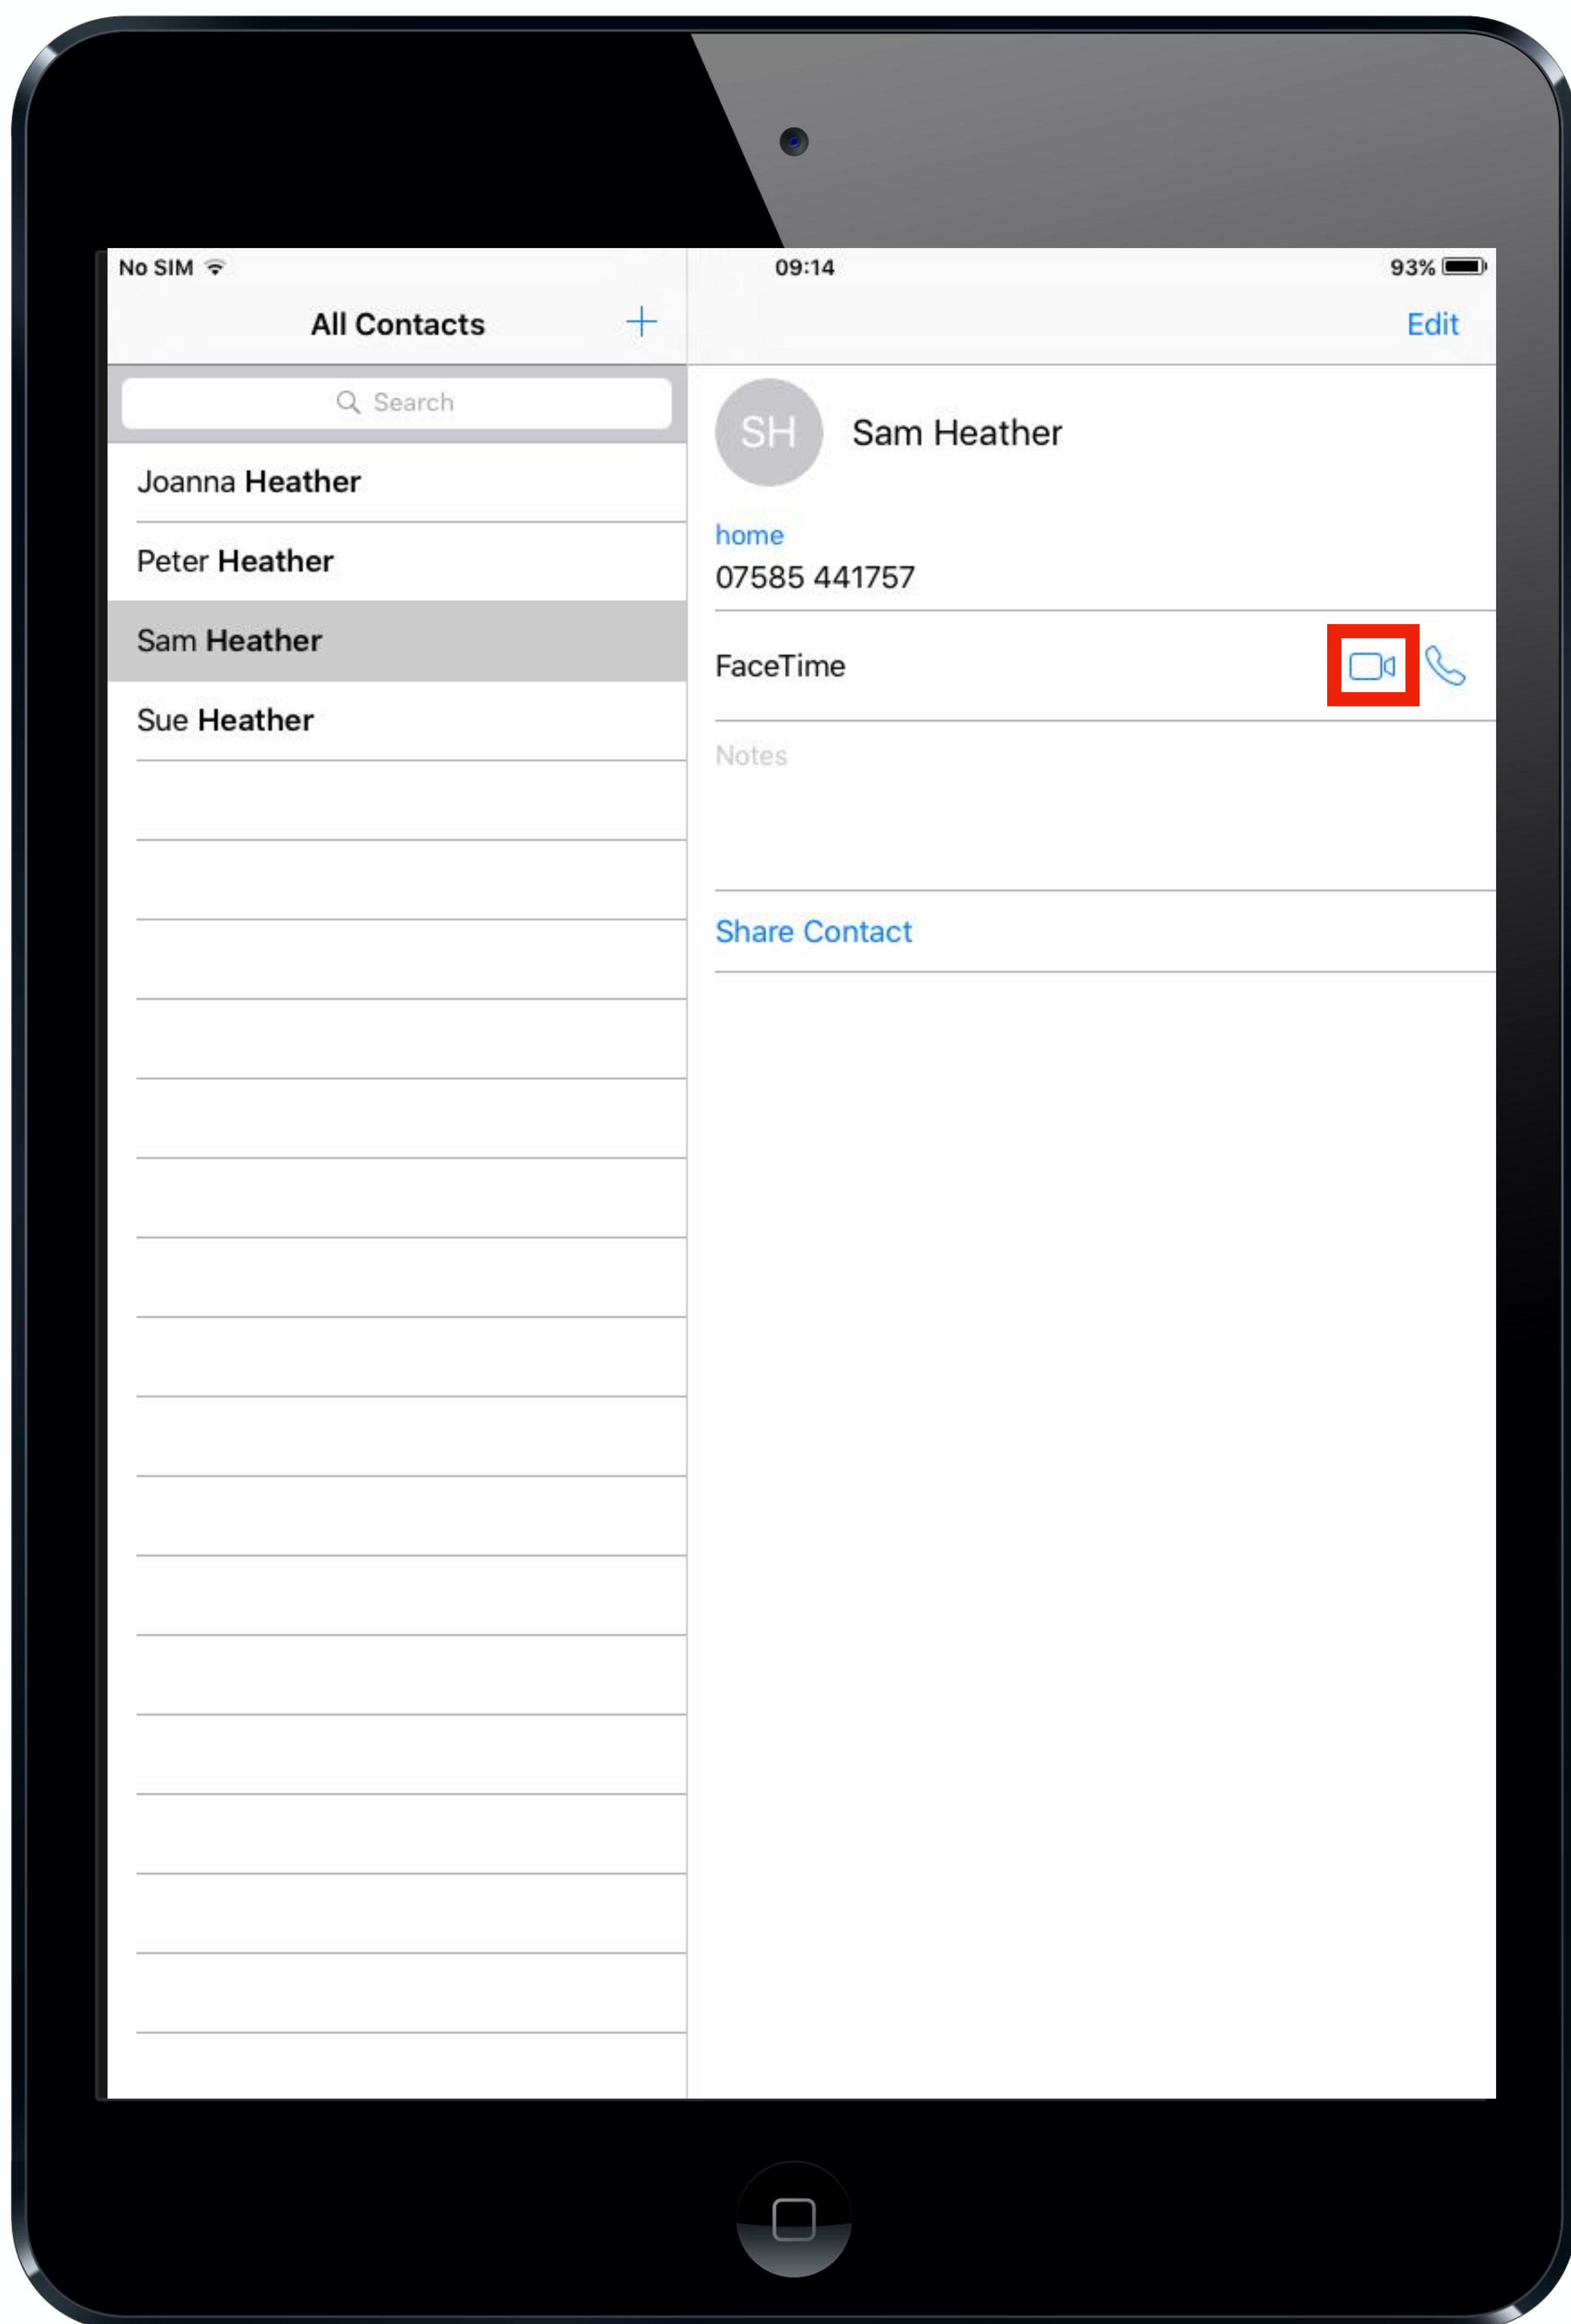 No SIM
09:14
93%
All Contacts
Edit
Search
Joanna Heather
Peter Heather
Sam Heather
Sue Heather
SH
Sam Heather
home
07585 441757
FaceTime
Notes
Share Contact